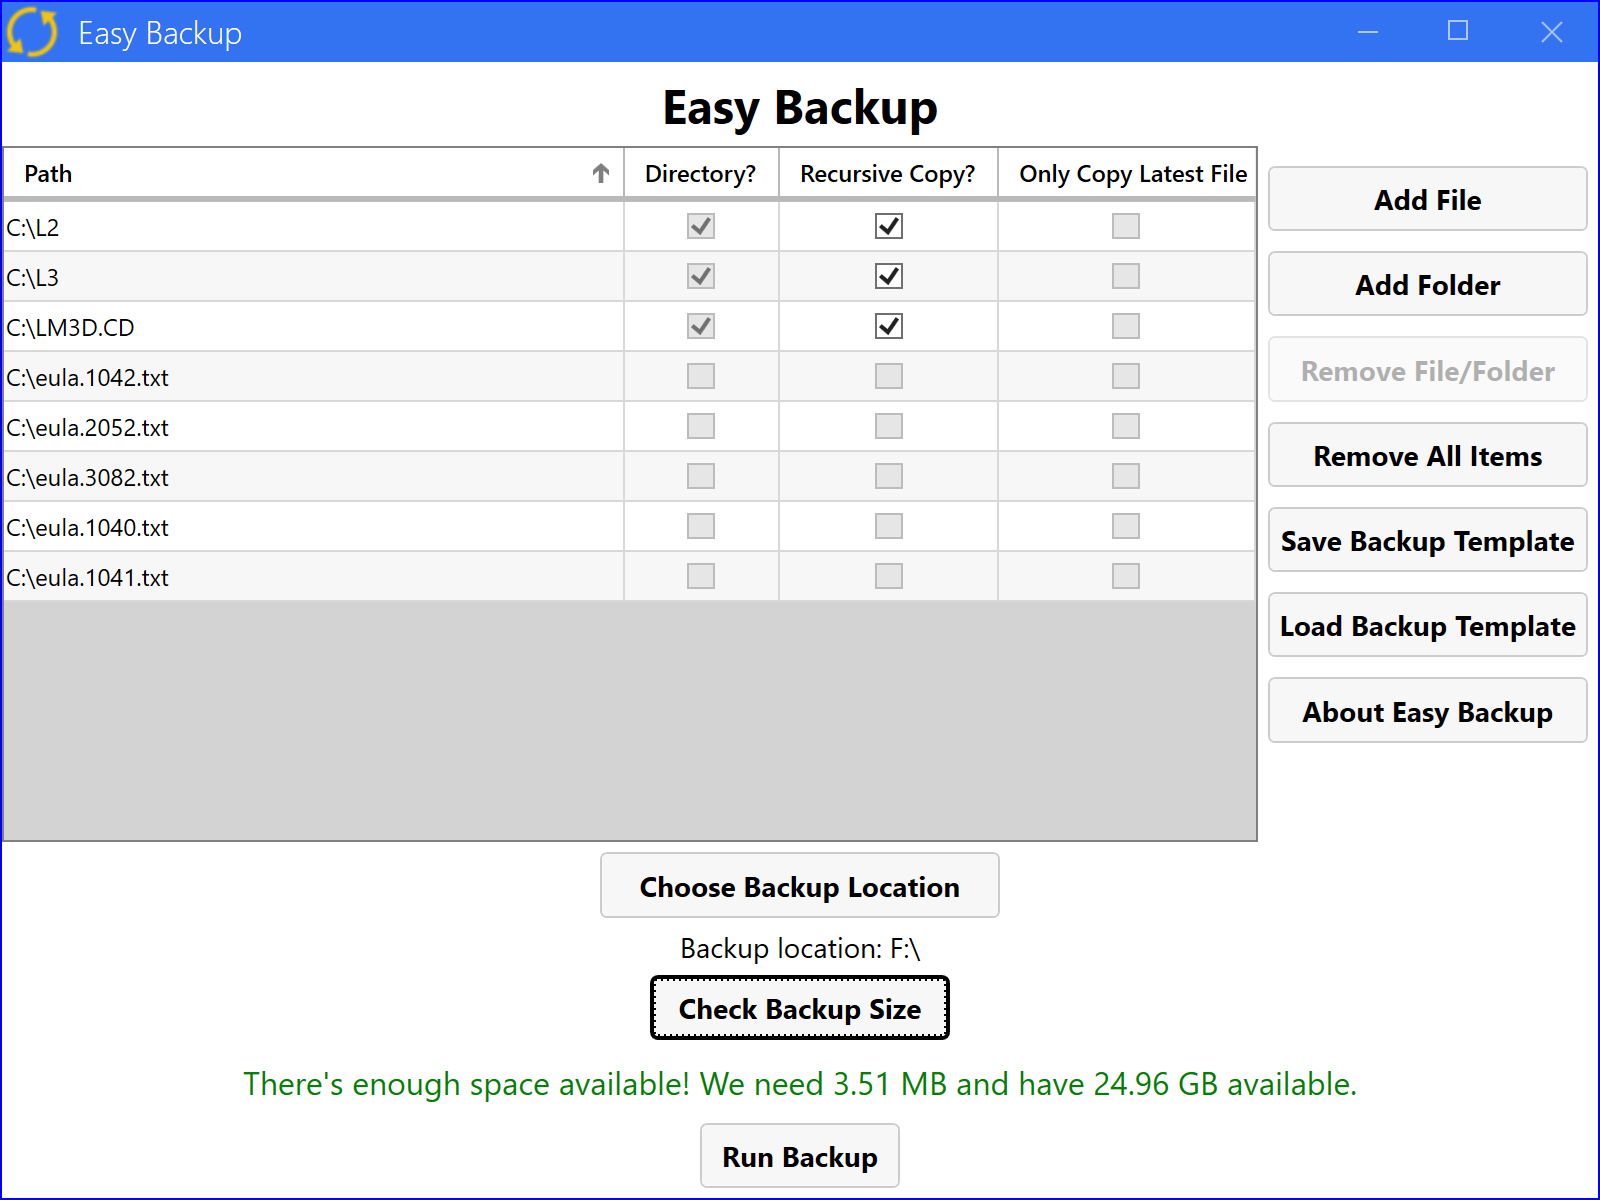 Easy Backup
Easy Backup
Path Directory? Recursive Copy? Only Copy Latest File
C:\L2
C:\L3
C:\LM3D.CD
C:\eula.1042.txt
C:\eula.2052.txt
C:\eula.3082.txt
C:\eula.1040.txt
C:\eula.1041.txt
Add File
Add Folder
Remove File/Folder
Remove All Items
Save Backup Template
Load Backup Template
About Easy Backup
Choose Backup Location
Backup location: F:\
Check Backup Size
There's enough space available! We need 3.51 MB and have 24.96 GB available.
Run Backup